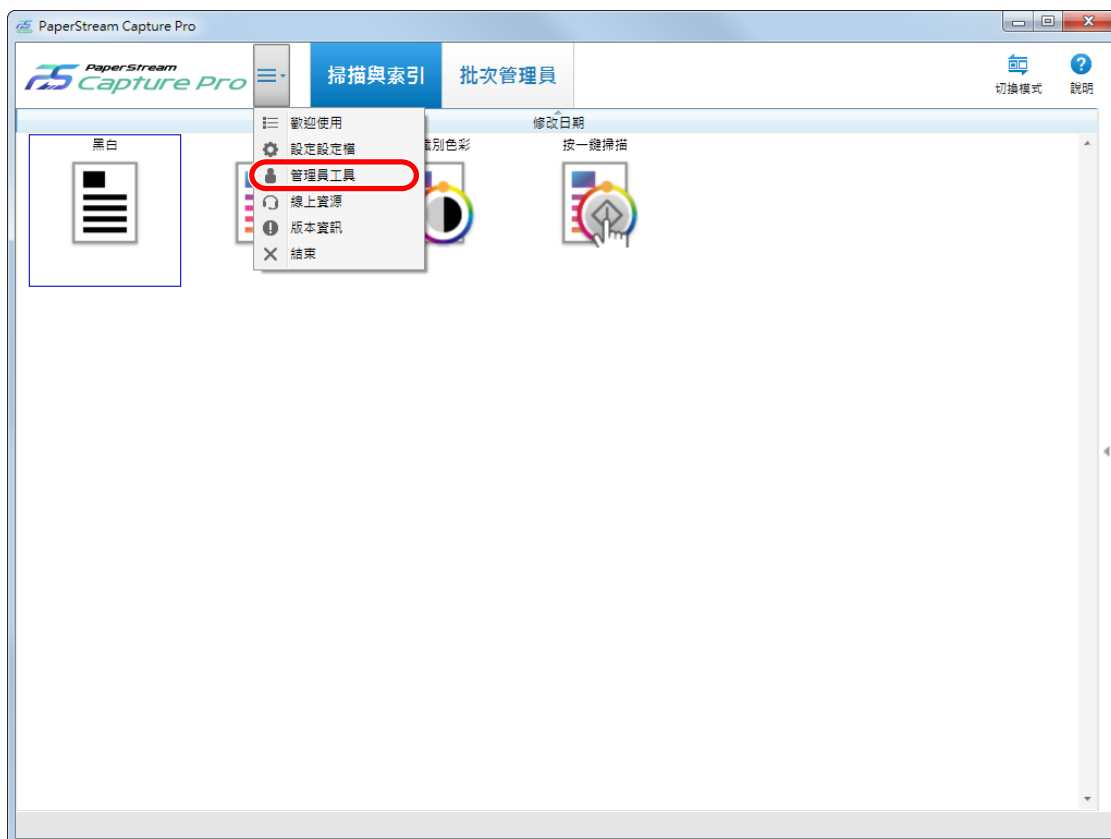 PaperStream Capture Pro
PaperStream
Capture Pro
掃描與索引
批次管理員
切換模式
說明
修改日期
黑白
識別色彩
按一鍵掃描
歡迎使用
設定設定檔
管理員工具
線上資源
版本資訊
結束